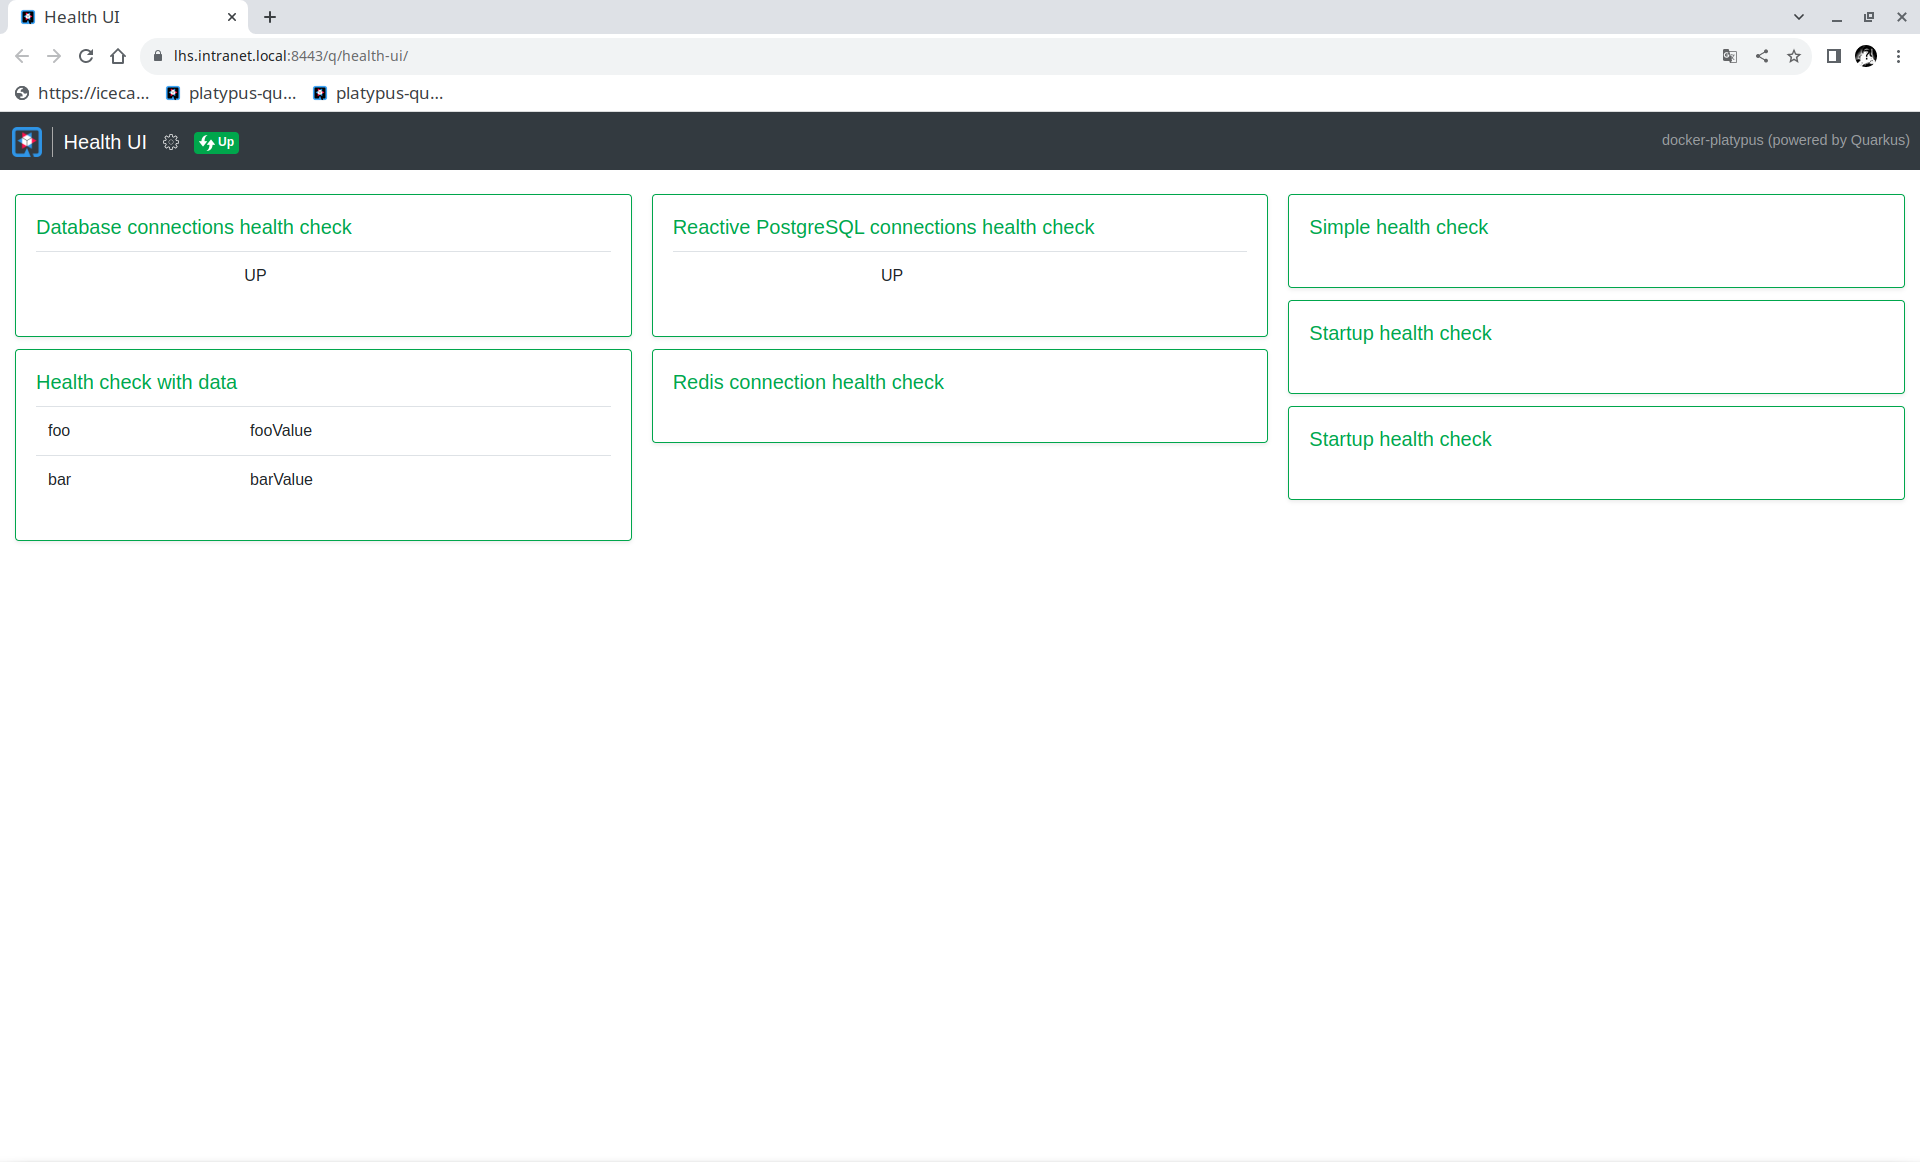 Health UI
lhs.intranet.local:8443/q/health-ui/
https://iceca... platypus-qu... platypus-qu...
Health UI Up docker-platypus (powered by Quarkus)
Database connections health check
UP
Health check with data
foo fooValue
bar barValue
Reactive PostgreSQL connections health check
UP
Redis connection health check
Simple health check
Startup health check
Startup health check